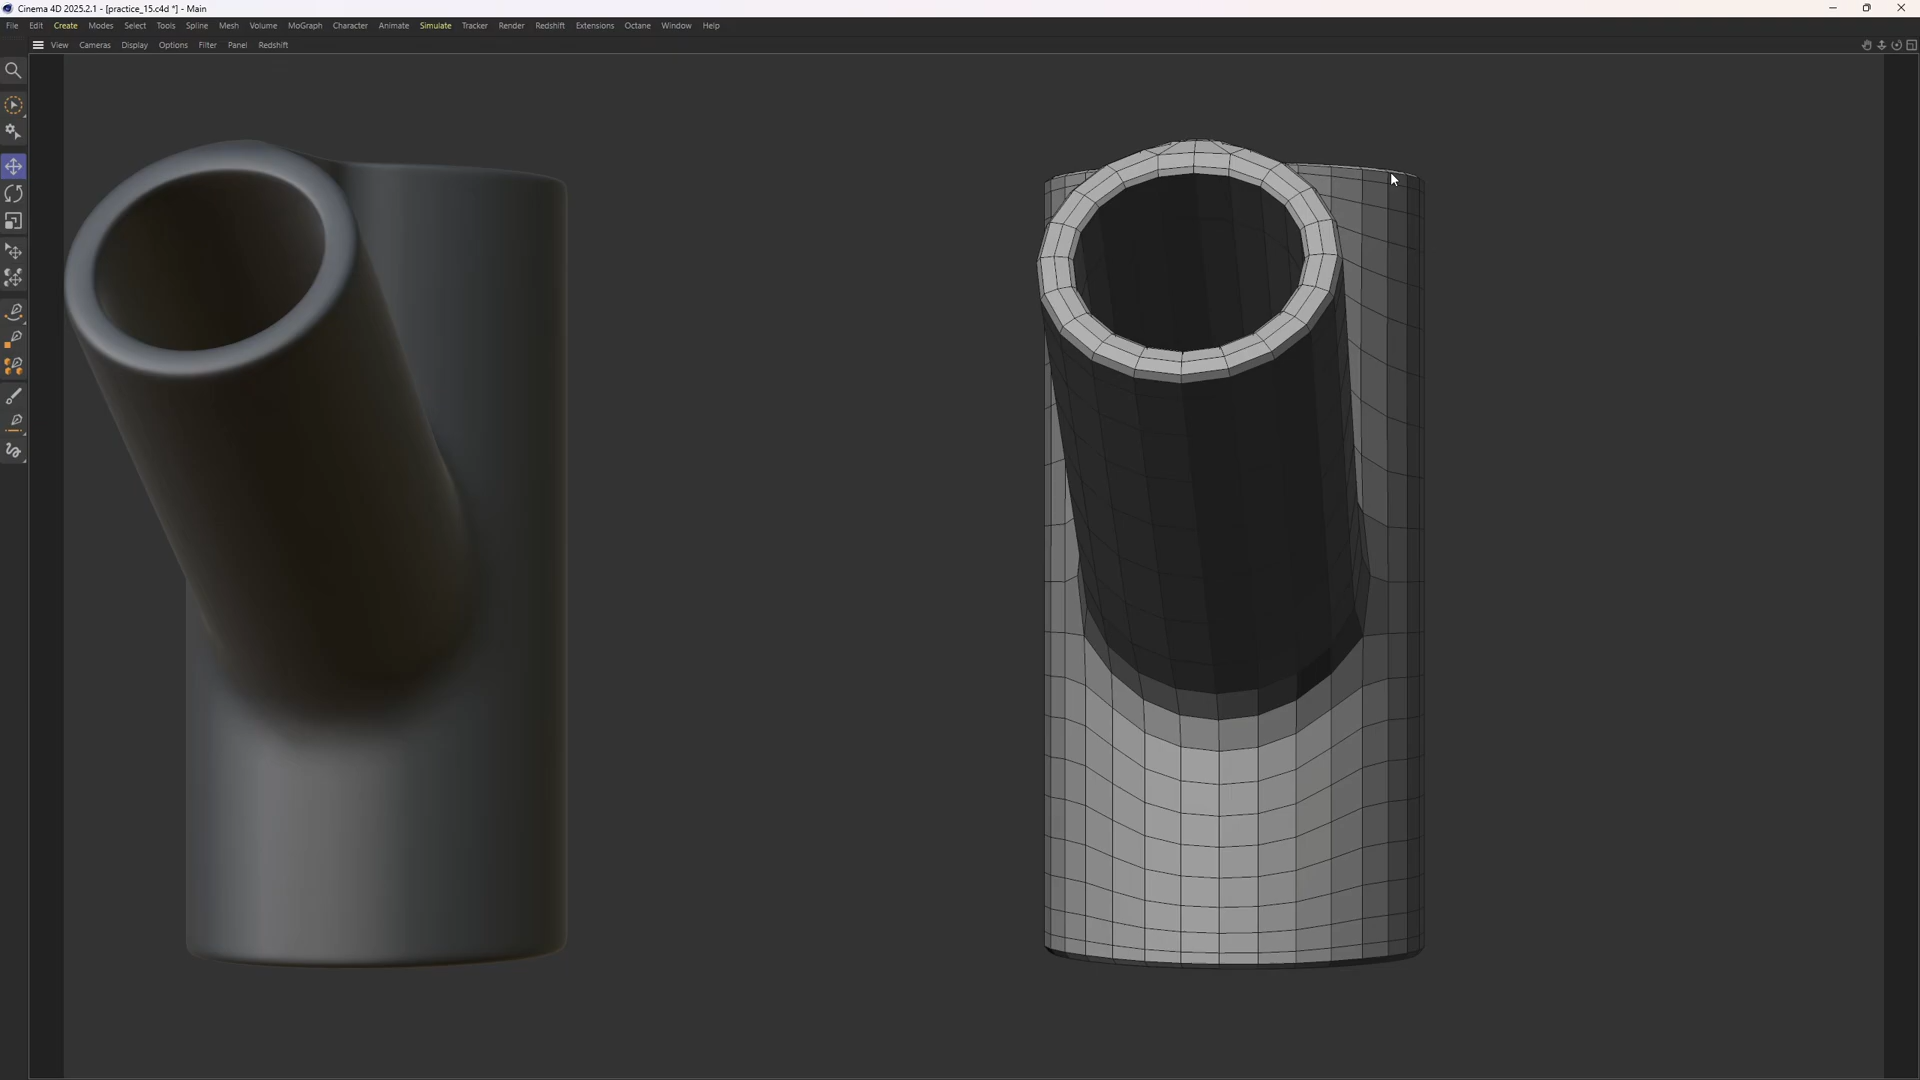 Cinema 4D 2025.2.1 - [practice_15.c4d *] - Main
File Edit Create Modes Select Tools Spline Mesh Volume MoGraph Character Animate Simulate Tracker Render Redshift Extensions Octane Window Help
View Cameras Display Options Filter Panel Redshift